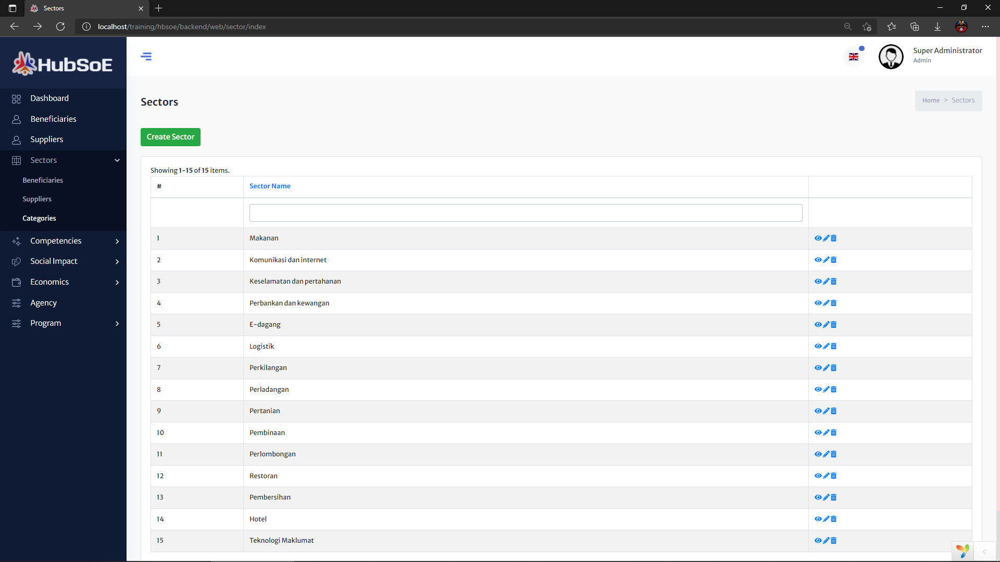 Sectors
localhost/training/hbsoe/backend/web/sector/index
HubSoE
Super Administrator
Admin
Dashboard
Beneficiaries
Suppliers
Sectors
Beneficiaries
Suppliers
Categories
Competencies
Social Impact
Economics
Agency
Program
Sectors
Home > Sectors
Create Sector
Showing 1-15 of 15 items.
# Sector Name
1 Makanan
2 Komunikasi dan internet
3 Keselamatan dan pertahanan
4 Perbankan dan kewangan
5 E-dagang
6 Logistik
7 Perkilangan
8 Perladangan
9 Pertanian
10 Pembinaan
11 Perlombongan
12 Restoran
13 Pembersihan
14 Hotel
15 Teknologi Maklumat